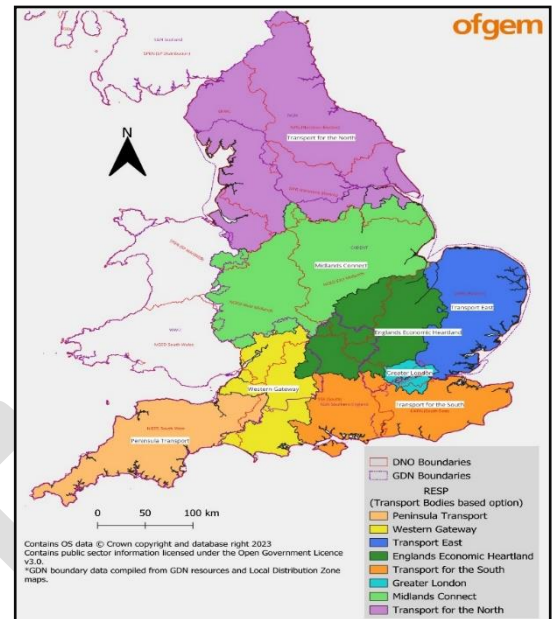 ofgem
N
Transport for the North
Midlands Connect
Transport East
Englands Economic Heartland
Greater London
Western Gateway
Transport for the South
Peninsula Transport
0 50 100 km
DNO Boundaries
GDN Boundaries
RESP
(Transport Bodies based option)
Peninsula Transport
Western Gateway
Transport East
Englands Economic Heartland
Transport for the South
Greater London
Midlands Connect
Transport for the North
Contains OS data © Crown copyright and database right 2023
Contains public sector information licensed under the Open Government Licence
v3.0.
*GDN boundary data compiled from GDN resources and Local Distribution Zone
maps.